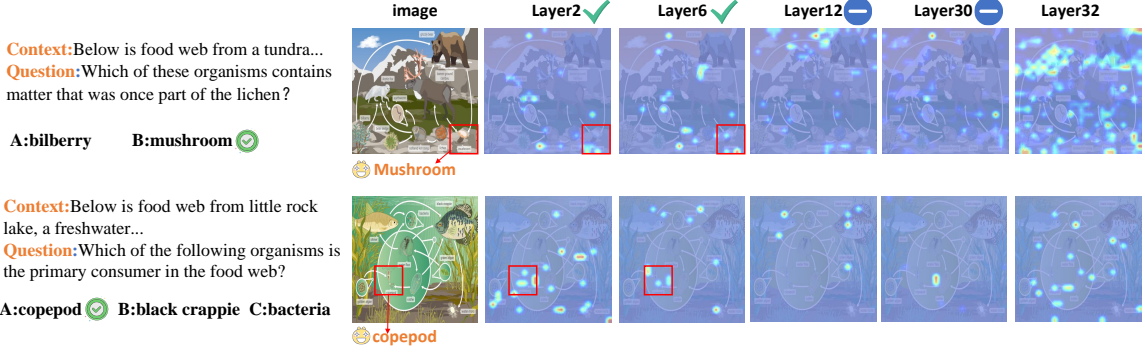 image Layer2 Layer6 Layer12 Layer30 Layer32
Context:Below is food web from a tundra...
Question:Which of these organisms contains
matter that was once part of the lichen?
A:bilberry B:mushroom
Mushroom
Context:Below is food web from little rock
lake, a freshwater...
Question:Which of the following organisms is
the primary consumer in the food web?
A:copepod B:black crappie C:bacteria
copepod